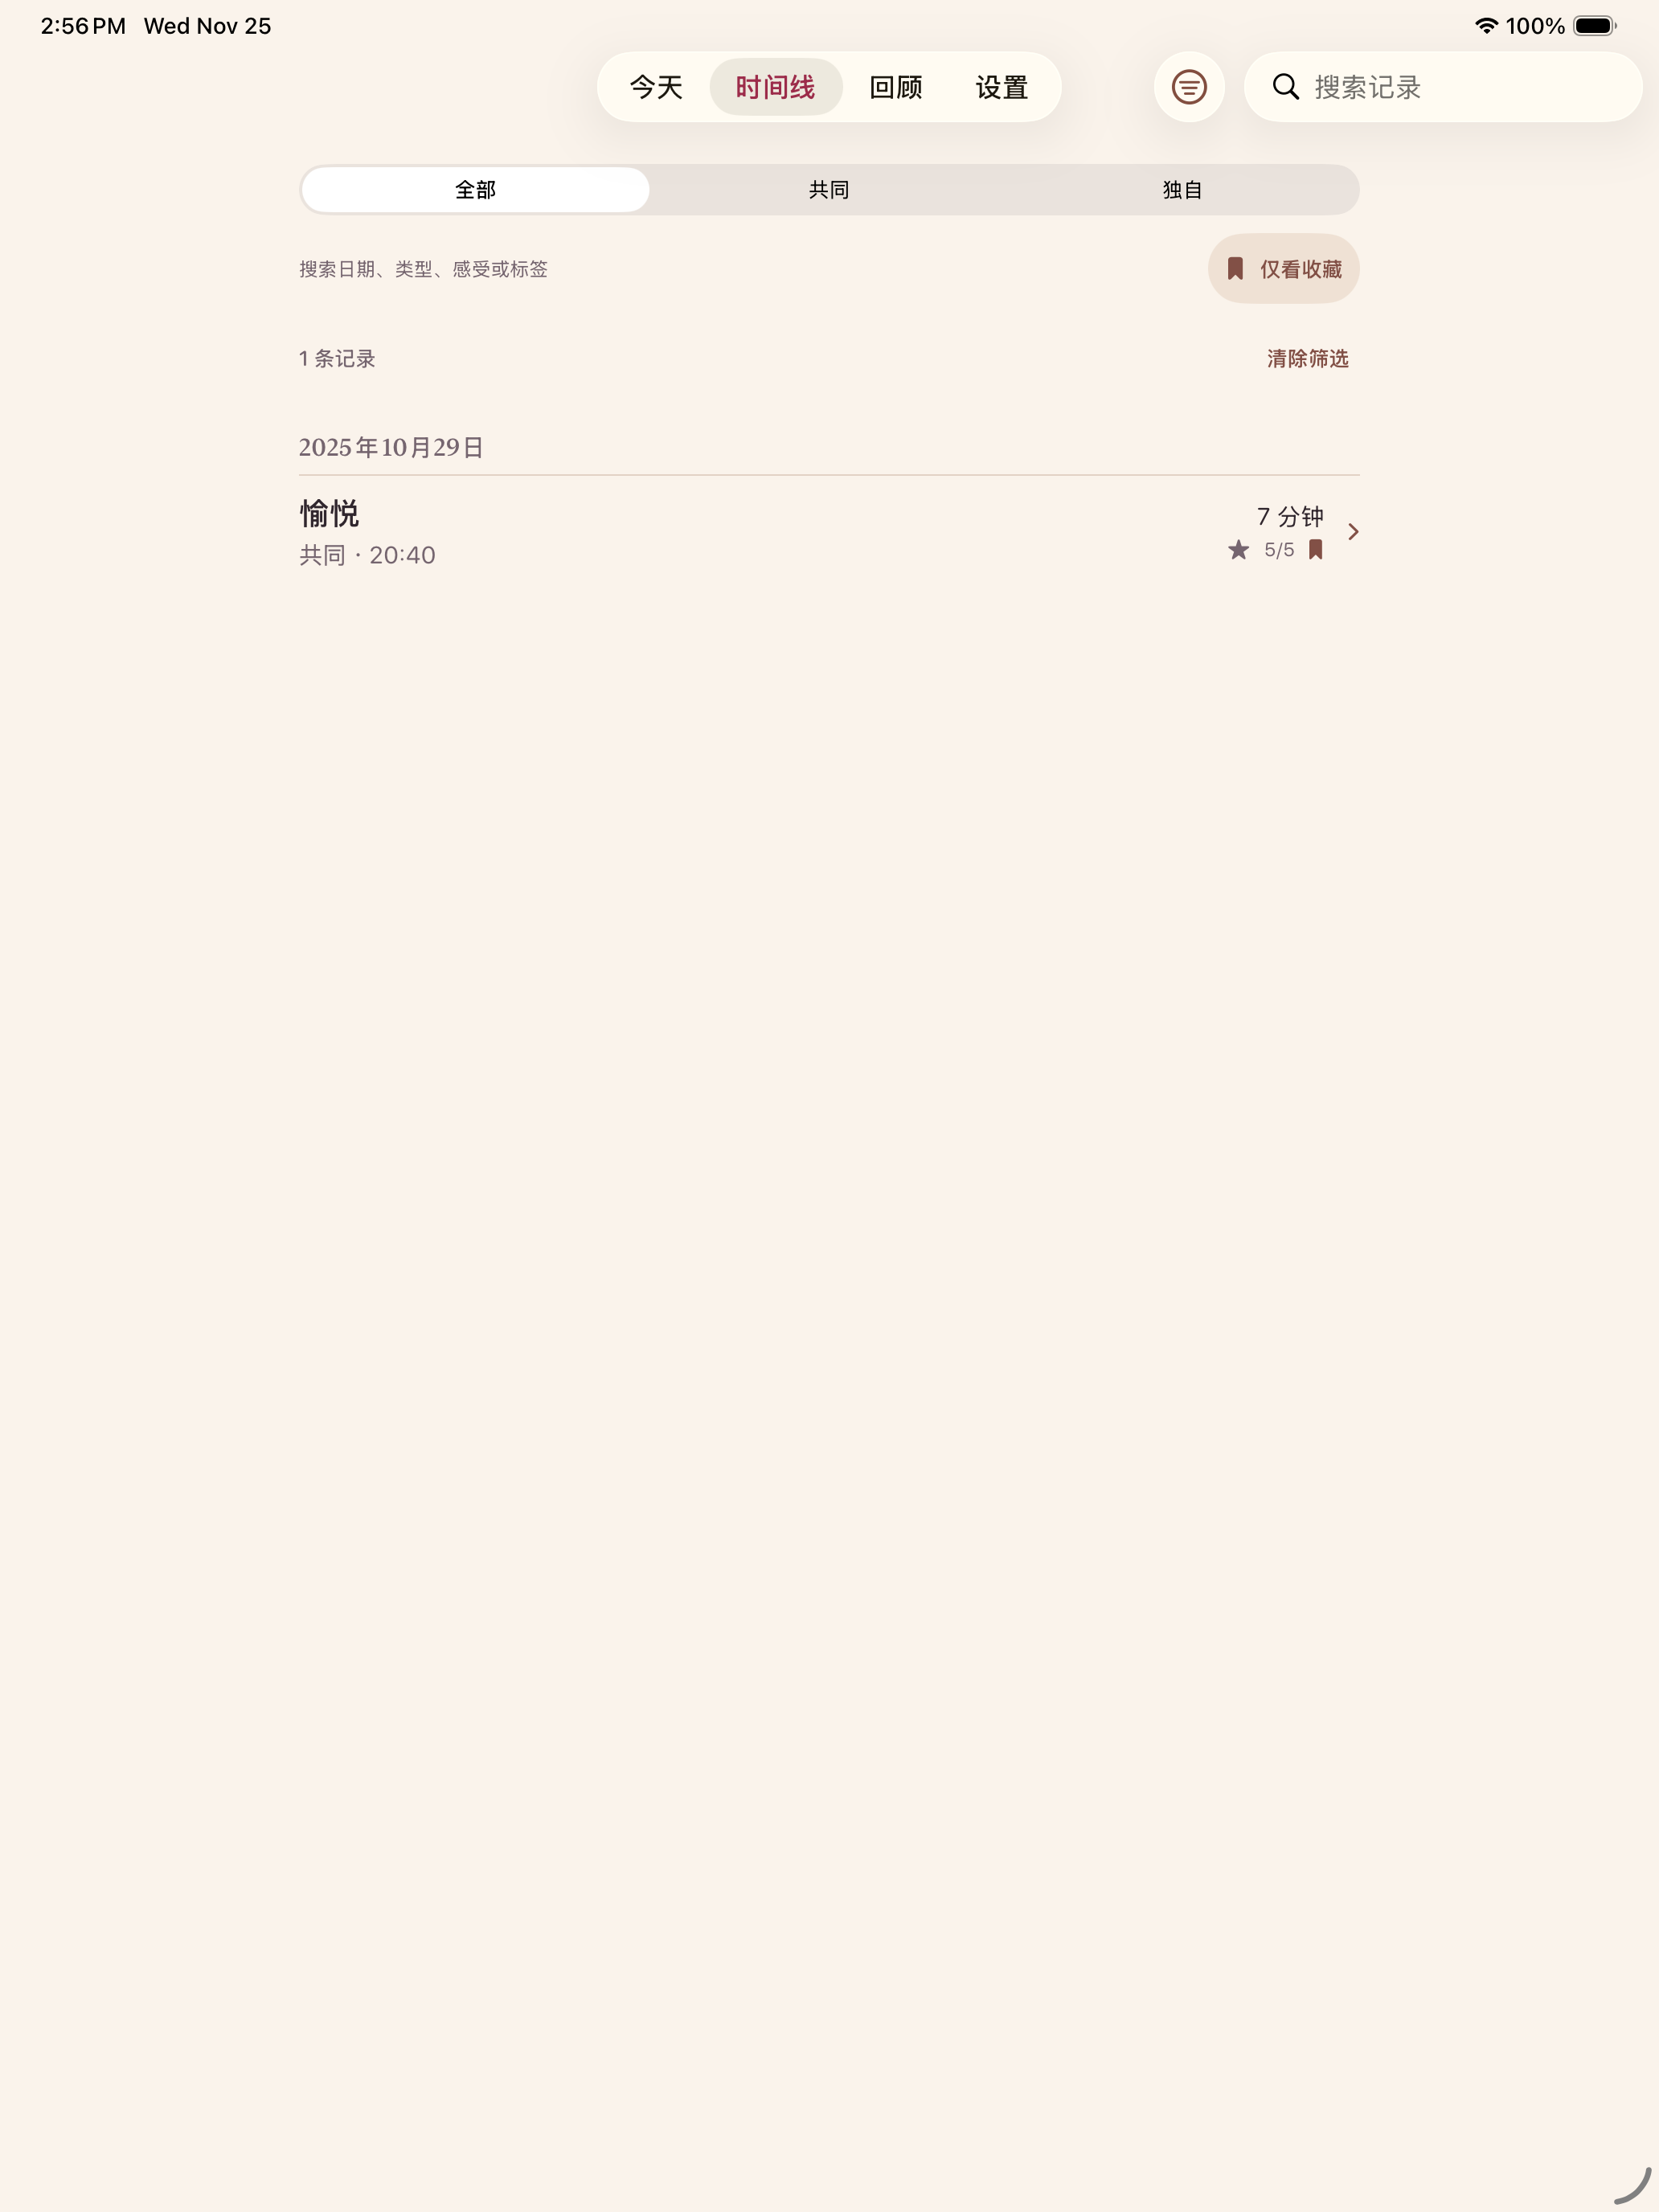 2:56 PM Wed Nov 25 100%
今天 时间线 回顾 设置 搜索记录
全部 共同 独自
搜索日期、类型、感受或标签 仅看收藏
1 条记录 清除筛选
2025年10月29日
愉悦 7 分钟
共同 · 20:40 5/5